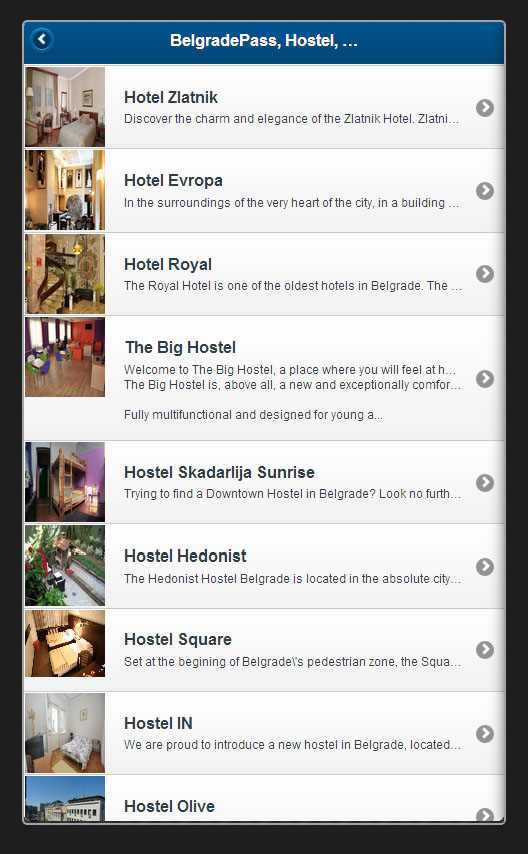 BelgradePass, Hostel, ...
Hotel Zlatnik
Discover the charm and elegance of the Zlatnik Hotel. Zlatni...
Hotel Evropa
In the surroundings of the very heart of the city, in a building ...
Hotel Royal
The Royal Hotel is one of the oldest hotels in Belgrade. The ...
The Big Hostel
Welcome to The Big Hostel, a place where you will feel at h...
The Big Hostel is, above all, a new and exceptionally comfor...
Fully multifunctional and designed for young a...
Hostel Skadarlija Sunrise
Trying to find a Downtown Hostel in Belgrade? Look no furth...
Hostel Hedonist
The Hedonist Hostel Belgrade is located in the absolute city...
Hostel Square
Set at the begining of Belgrade\'s pedestrian zone, the Squa...
Hostel IN
We are proud to introduce a new hostel in Belgrade, located...
Hostel Olive